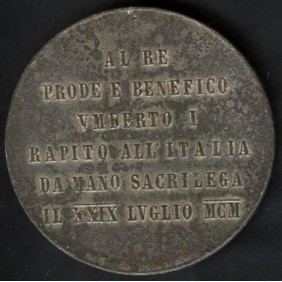 AL RE
PRODE E BENEFICO
VMBERTO I
RAPITO ALL'ITALIA
DA MANO SACRILEGA
IL XXIX LVGLIO MCM